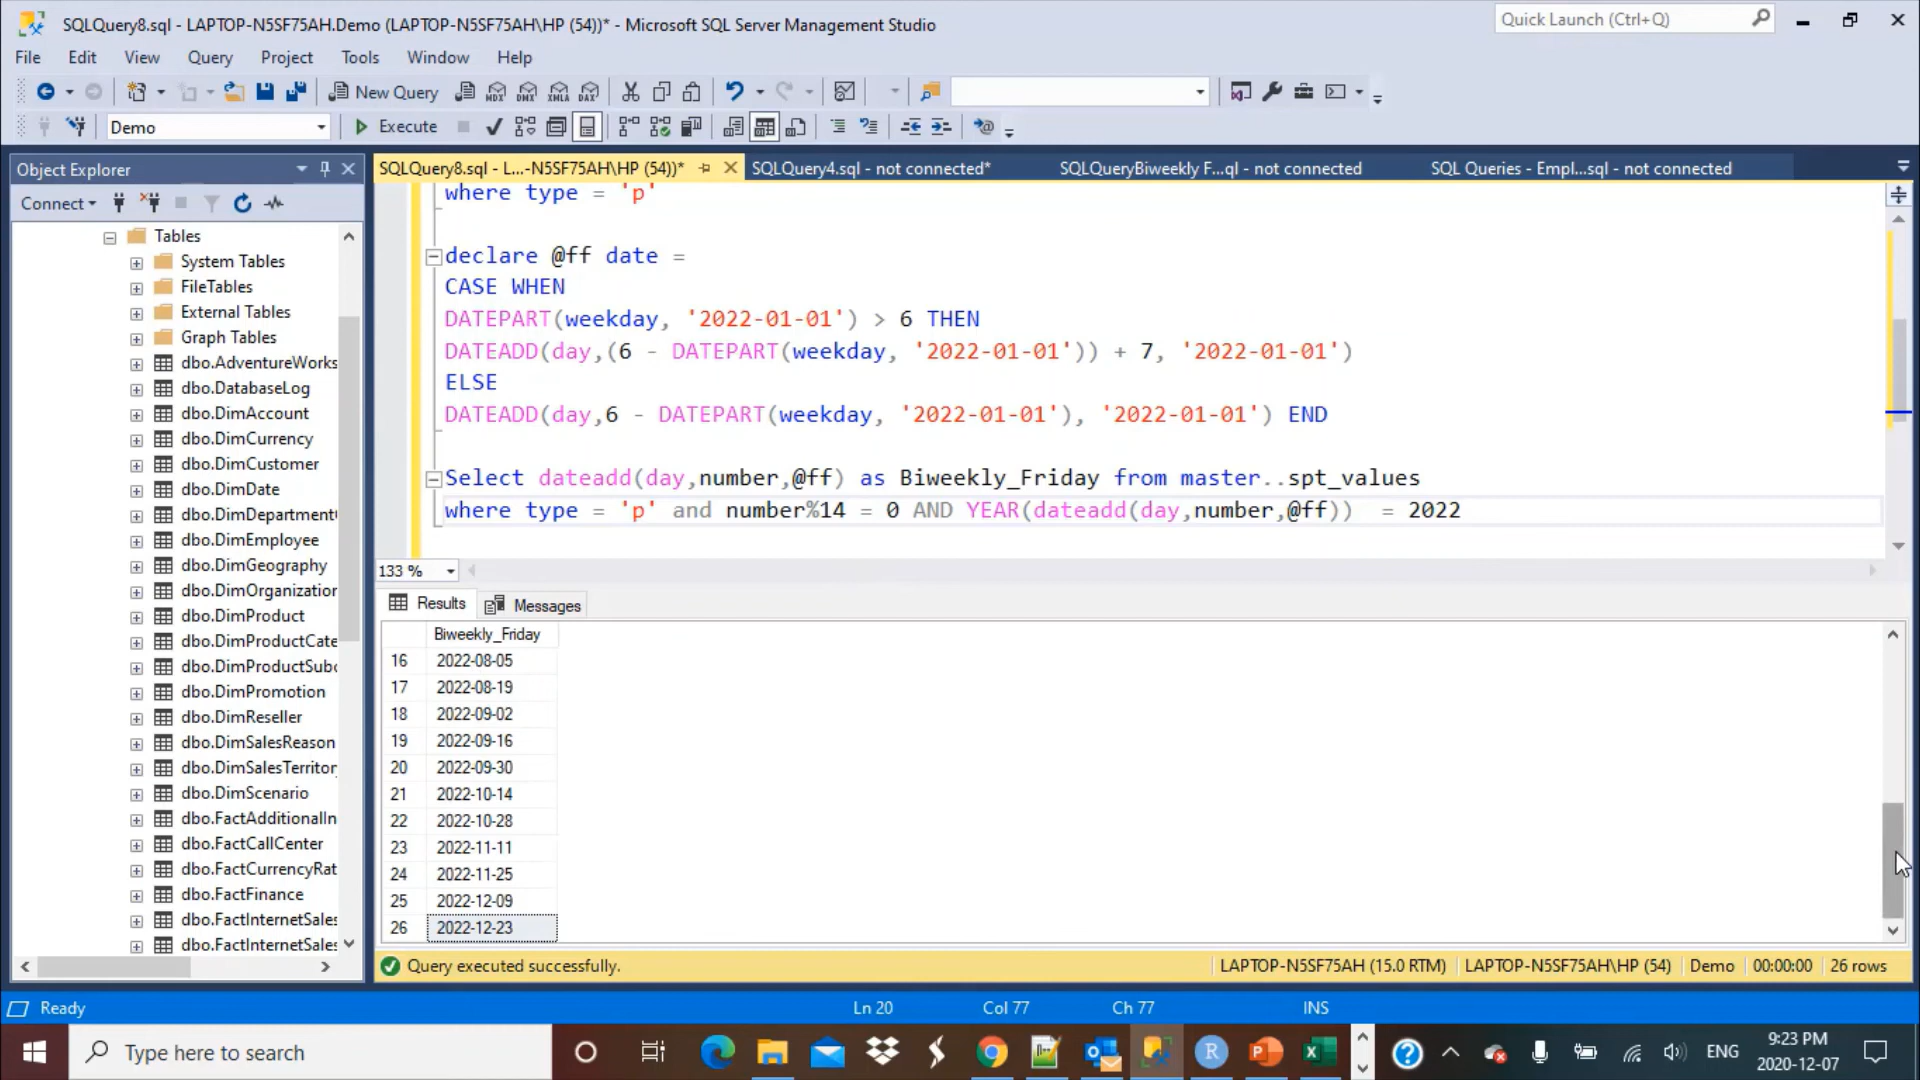 SQLQuery8.sql - LAPTOP-N5SF75AH.Demo (LAPTOP-N5SF75AH\HP (54))* - Microsoft SQL Server Management Studio
Quick Launch (Ctrl+Q)
File Edit View Query Project Tools Window Help
New Query MDX DMX XMLA DAX
Demo Execute
Object Explorer
SQLQuery8.sql - L...-N5SF75AH\HP (54))* SQLQuery4.sql - not connected* SQLQueryBiweekly F...ql - not connected SQL Queries - Empl...sql - not connected
Connect
Tables
System Tables
FileTables
External Tables
Graph Tables
dbo.AdventureWorks
dbo.DatabaseLog
dbo.DimAccount
dbo.DimCurrency
dbo.DimCustomer
dbo.DimDate
dbo.DimDepartment
dbo.DimEmployee
dbo.DimGeography
dbo.DimOrganization
dbo.DimProduct
dbo.DimProductCate
dbo.DimProductSubc
dbo.DimPromotion
dbo.DimReseller
dbo.DimSalesReason
dbo.DimSalesTerritor
dbo.DimScenario
dbo.FactAdditionalIn
dbo.FactCallCenter
dbo.FactCurrencyRat
dbo.FactFinance
dbo.FactInternetSales
dbo.FactInternetSales
where type = 'p'
declare @ff date =
CASE WHEN
DATEPART(weekday, '2022-01-01') > 6 THEN
DATEADD(day,(6 - DATEPART(weekday, '2022-01-01')) + 7, '2022-01-01')
ELSE
DATEADD(day,6 - DATEPART(weekday, '2022-01-01'), '2022-01-01') END
Select dateadd(day,number,@ff) as Biweekly_Friday from master..spt_values
where type = 'p' and number%14 = 0 AND YEAR(dateadd(day,number,@ff))  = 2022
133 %
Results Messages
Biweekly_Friday
16 2022-08-05
17 2022-08-19
18 2022-09-02
19 2022-09-16
20 2022-09-30
21 2022-10-14
22 2022-10-28
23 2022-11-11
24 2022-11-25
25 2022-12-09
26 2022-12-23
Query executed successfully. LAPTOP-N5SF75AH (15.0 RTM) LAPTOP-N5SF75AH\HP (54) Demo 00:00:00 26 rows
Ready Ln 20 Col 77 Ch 77 INS
Type here to search
ENG
9:23 PM
2020-12-07